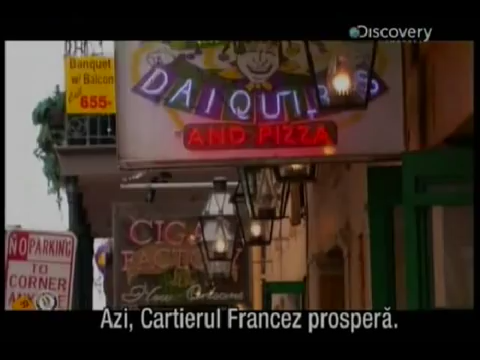 Discovery
Banquet
w/ Balcon
655-
DAIQUIRIS
AND PIZZA
CIGAR
FACTORY
New Orleans
NO PARKING
TO
CORNER
Azi, Cartierul Francez prosperă.